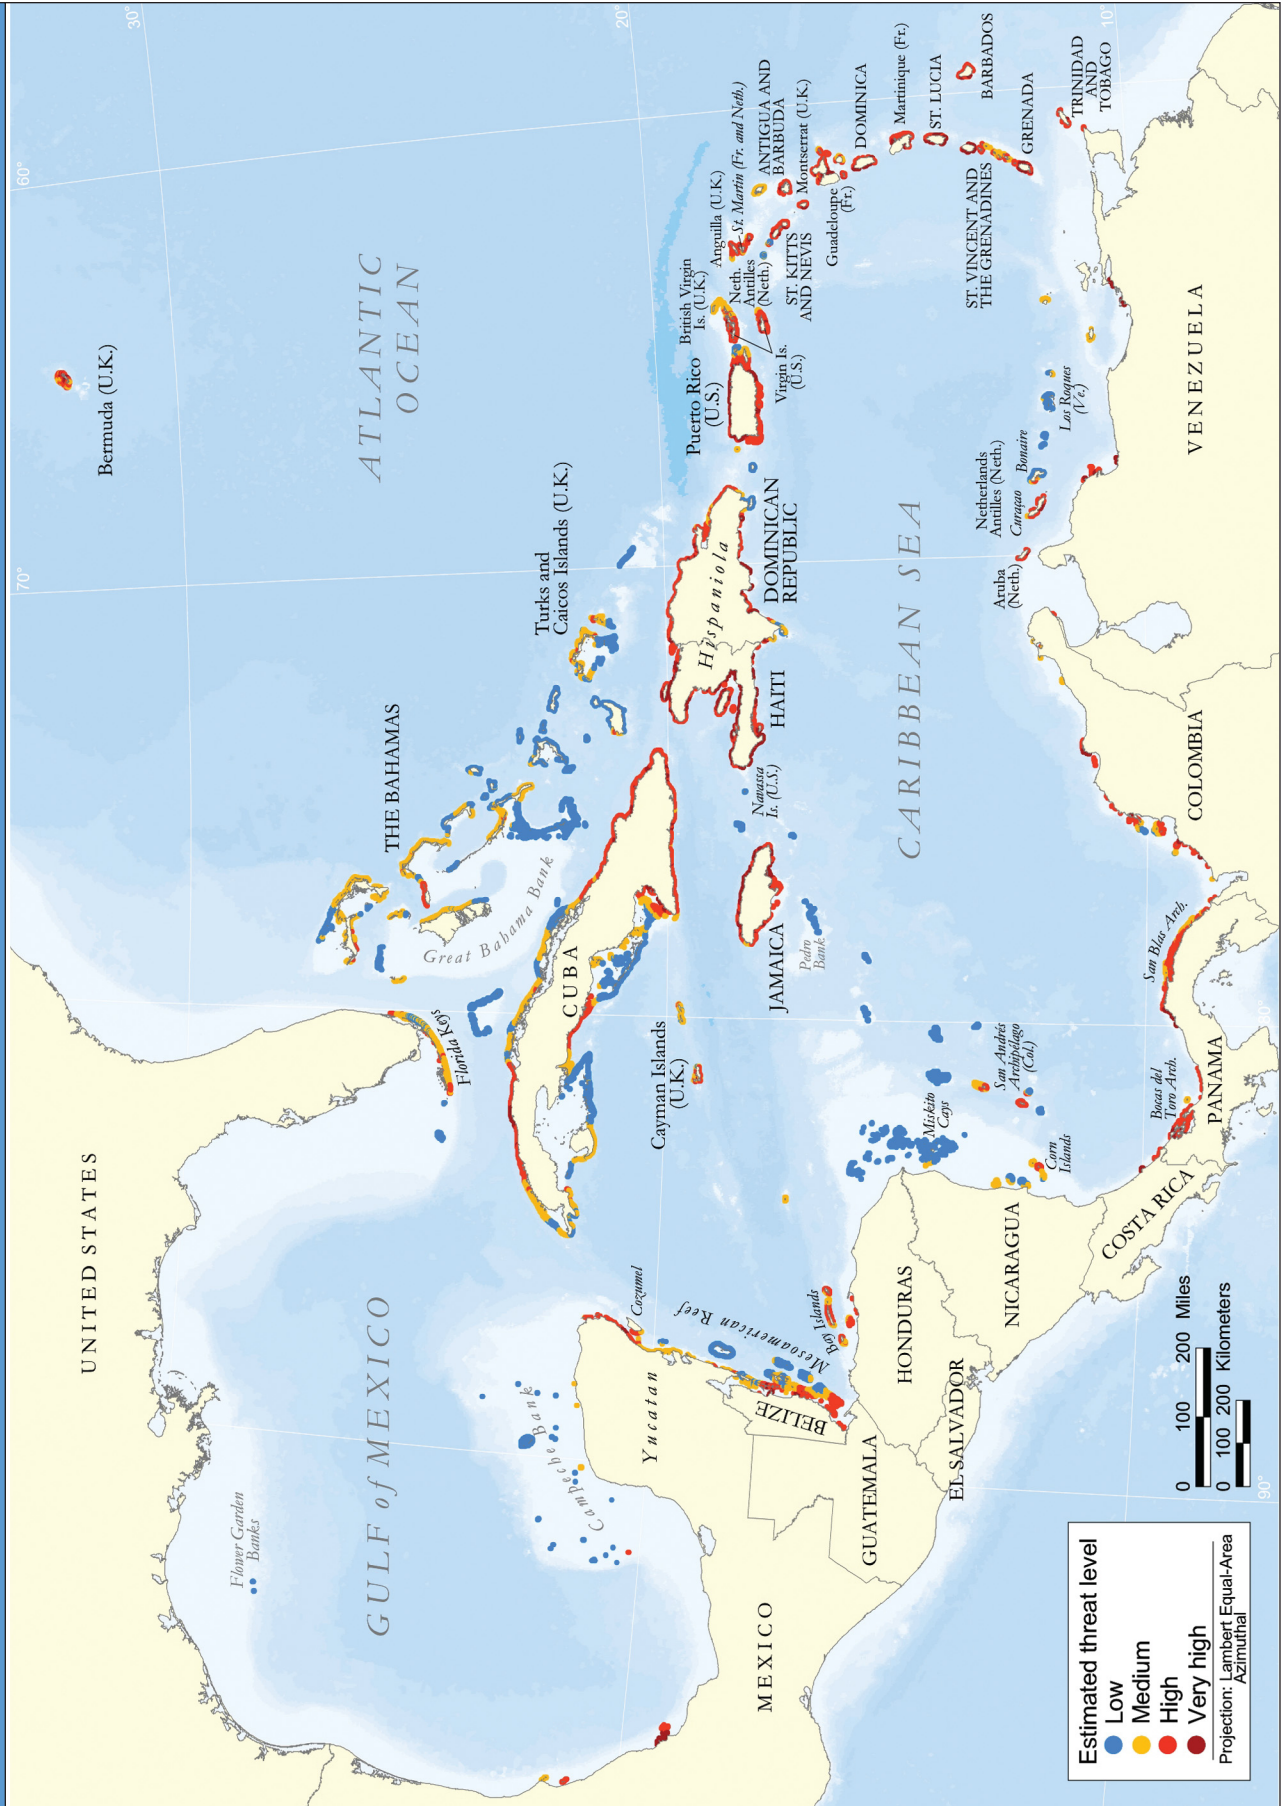 30°
20°
10°
60°
70°
80°
90°
UNITED STATES
GULF of MEXICO
Flower Garden
Banks
Florida Keys
ATLANTIC
OCEAN
Bermuda (U.K.)
THE BAHAMAS
Great Bahama Bank
Turks and
Caicos Islands (U.K.)
CUBA
Cayman Islands
(U.K.)
JAMAICA
Pedro
Bank
Navassa
Is. (U.S.)
HAITI
Hispaniola
DOMINICAN
REPUBLIC
Puerto Rico
(U.S.)
British Virgin
Is. (U.K.)
Virgin Is.
(U.S.)
Anguilla (U.K.)
St. Martin (Fr. and Neth.)
Neth.
Antilles
(Neth.)
ST. KITTS
AND NEVIS
ANTIGUA AND
BARBUDA
Montserrat (U.K.)
Guadeloupe
(Fr.)
DOMINICA
Martinique (Fr.)
ST. LUCIA
BARBADOS
ST. VINCENT AND
THE GRENADINES
GRENADA
TRINIDAD
AND
TOBAGO
CARIBBEAN SEA
Campeche Bank
Yucatan
Cozumel
Mesoamerican Reef
MEXICO
BELIZE
GUATEMALA
Bay Islands
HONDURAS
EL SALVADOR
NICARAGUA
Miskito
Cays
Corn
Islands
San Andrés
Archipélago
(Col.)
COSTA RICA
Bocas del
Toro Arch.
PANAMA
San Blas Arch.
COLOMBIA
Aruba
(Neth.)
Netherlands
Antilles (Neth.)
Curaçao
Bonaire
Los Roques
(Ve.)
VENEZUELA
Estimated threat level
Low
Medium
High
Very high
Projection: Lambert Equal-Area
Azimuthal
0 100 200 Miles
0 100 200 Kilometers